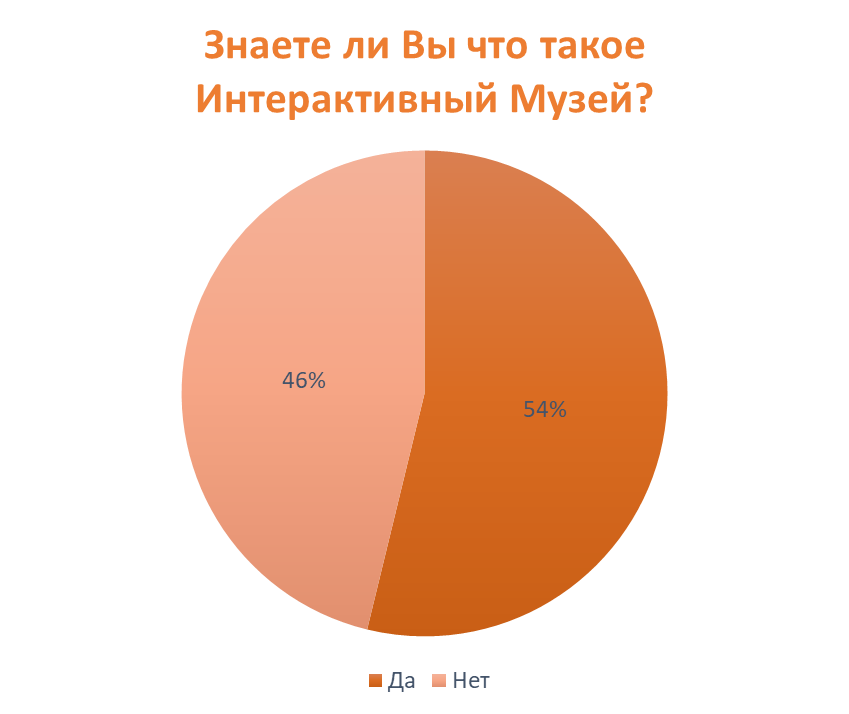 Знаете ли Вы что такое
Интерактивный Музей?
46%
54%
Да Нет